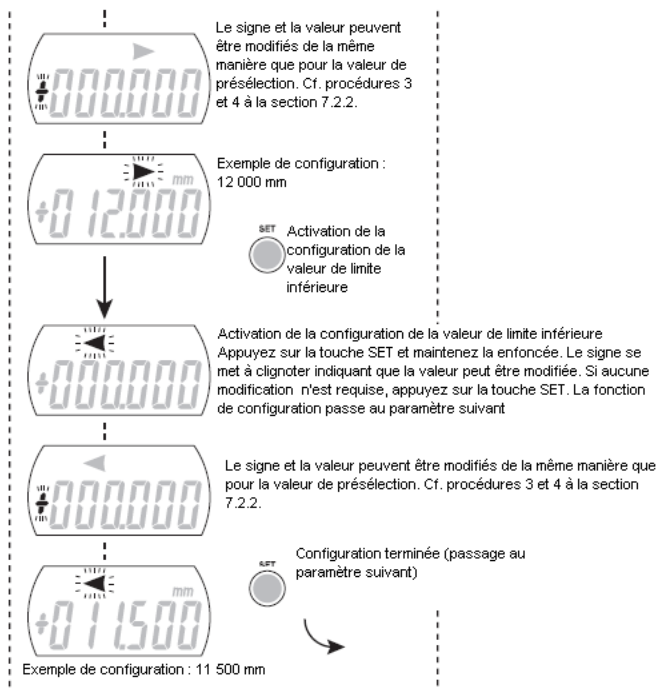 Le signe et la valeur peuvent
être modifiés de la même
manière que pour la valeur de
présélection. Cf. procédures 3
et 4 à la section 7.2.2.
+000.000
Exemple de configuration :
12 000 mm
mm
+012.000
SET
Activation de la
configuration de la
valeur de limite
inférieure
Activation de la configuration de la valeur de limite inférieure
Appuyez sur la touche SET et maintenez la enfoncée. Le signe se
met à clignoter indiquant que la valeur peut être modifiée. Si aucune
modification n'est requise, appuyez sur la touche SET. La fonction
de configuration passe au paramètre suivant
+000.000
Le signe et la valeur peuvent être modifiés de la même manière que
pour la valeur de présélection. Cf. procédures 3 et 4 à la section
7.2.2.
+000.000
Configuration terminée (passage au
paramètre suivant)
SET
mm
+011.500
Exemple de configuration : 11 500 mm